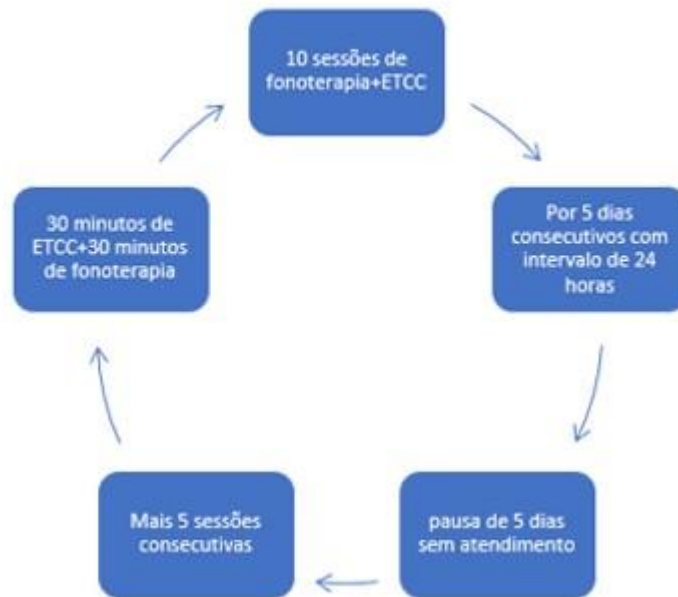 10 sessões de
fonoterapia+ETCC
Por 5 dias
consecutivos com
intervalo de 24
horas
pausa de 5 dias
sem atendimento
Mais 5 sessões
consecutivas
30 minutos de
ETCC+30 minutos
de fonoterapia